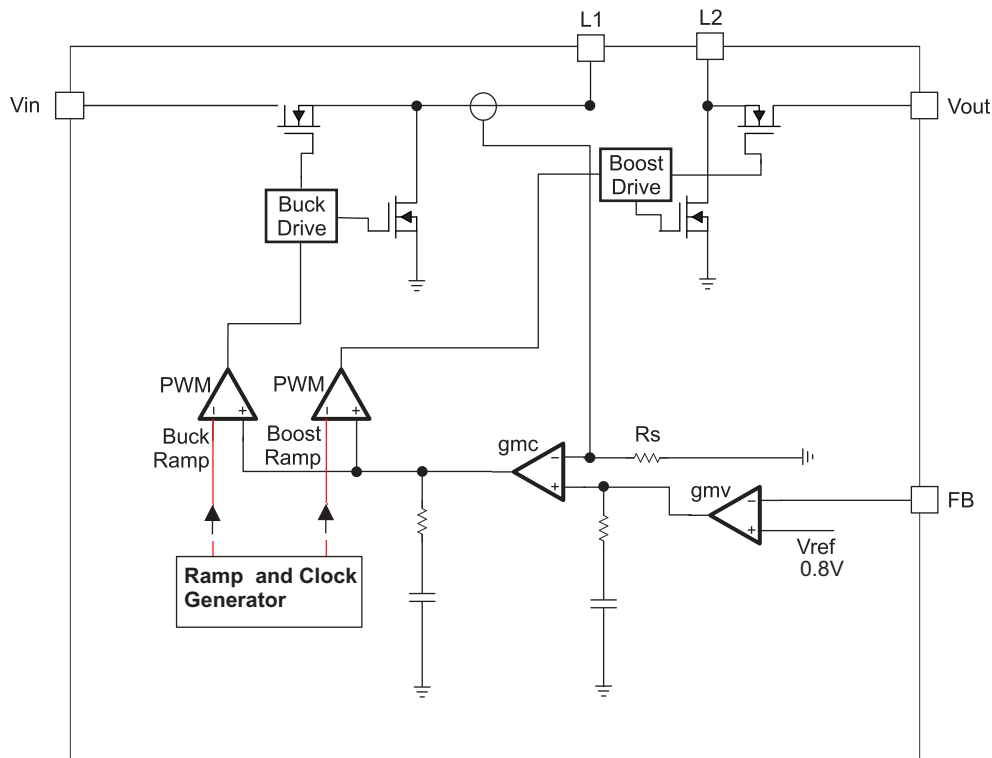 L1
L2
Vin
Vout
Buck
Drive
Boost
Drive
PWM
PWM
- +
- +
Buck
Ramp
Boost
Ramp
gmc
-
+
Rs
gmv
-
+
FB
Vref
0.8V
Ramp and Clock
Generator